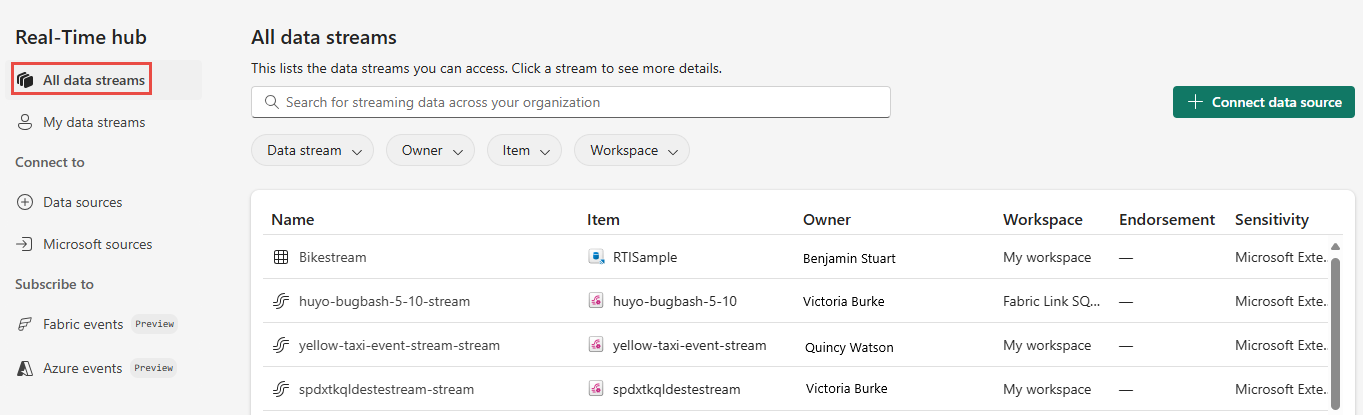 Real-Time hub
All data streams
My data streams
Connect to
Data sources
Microsoft sources
Subscribe to
Fabric events Preview
Azure events Preview
All data streams
This lists the data streams you can access. Click a stream to see more details.
Search for streaming data across your organization
Connect data source
Data stream Owner Item Workspace
Name Item Owner Workspace Endorsement Sensitivity
Bikestream RTISample Benjamin Stuart My workspace — Microsoft Exte...
huyo-bugbash-5-10-stream huyo-bugbash-5-10 Victoria Burke Fabric Link SQ... — Microsoft Exte...
yellow-taxi-event-stream-stream yellow-taxi-event-stream Quincy Watson My workspace — Microsoft Exte...
spdxtkqldestestream-stream spdxtkqldestestream Victoria Burke My workspace — Microsoft Exte...